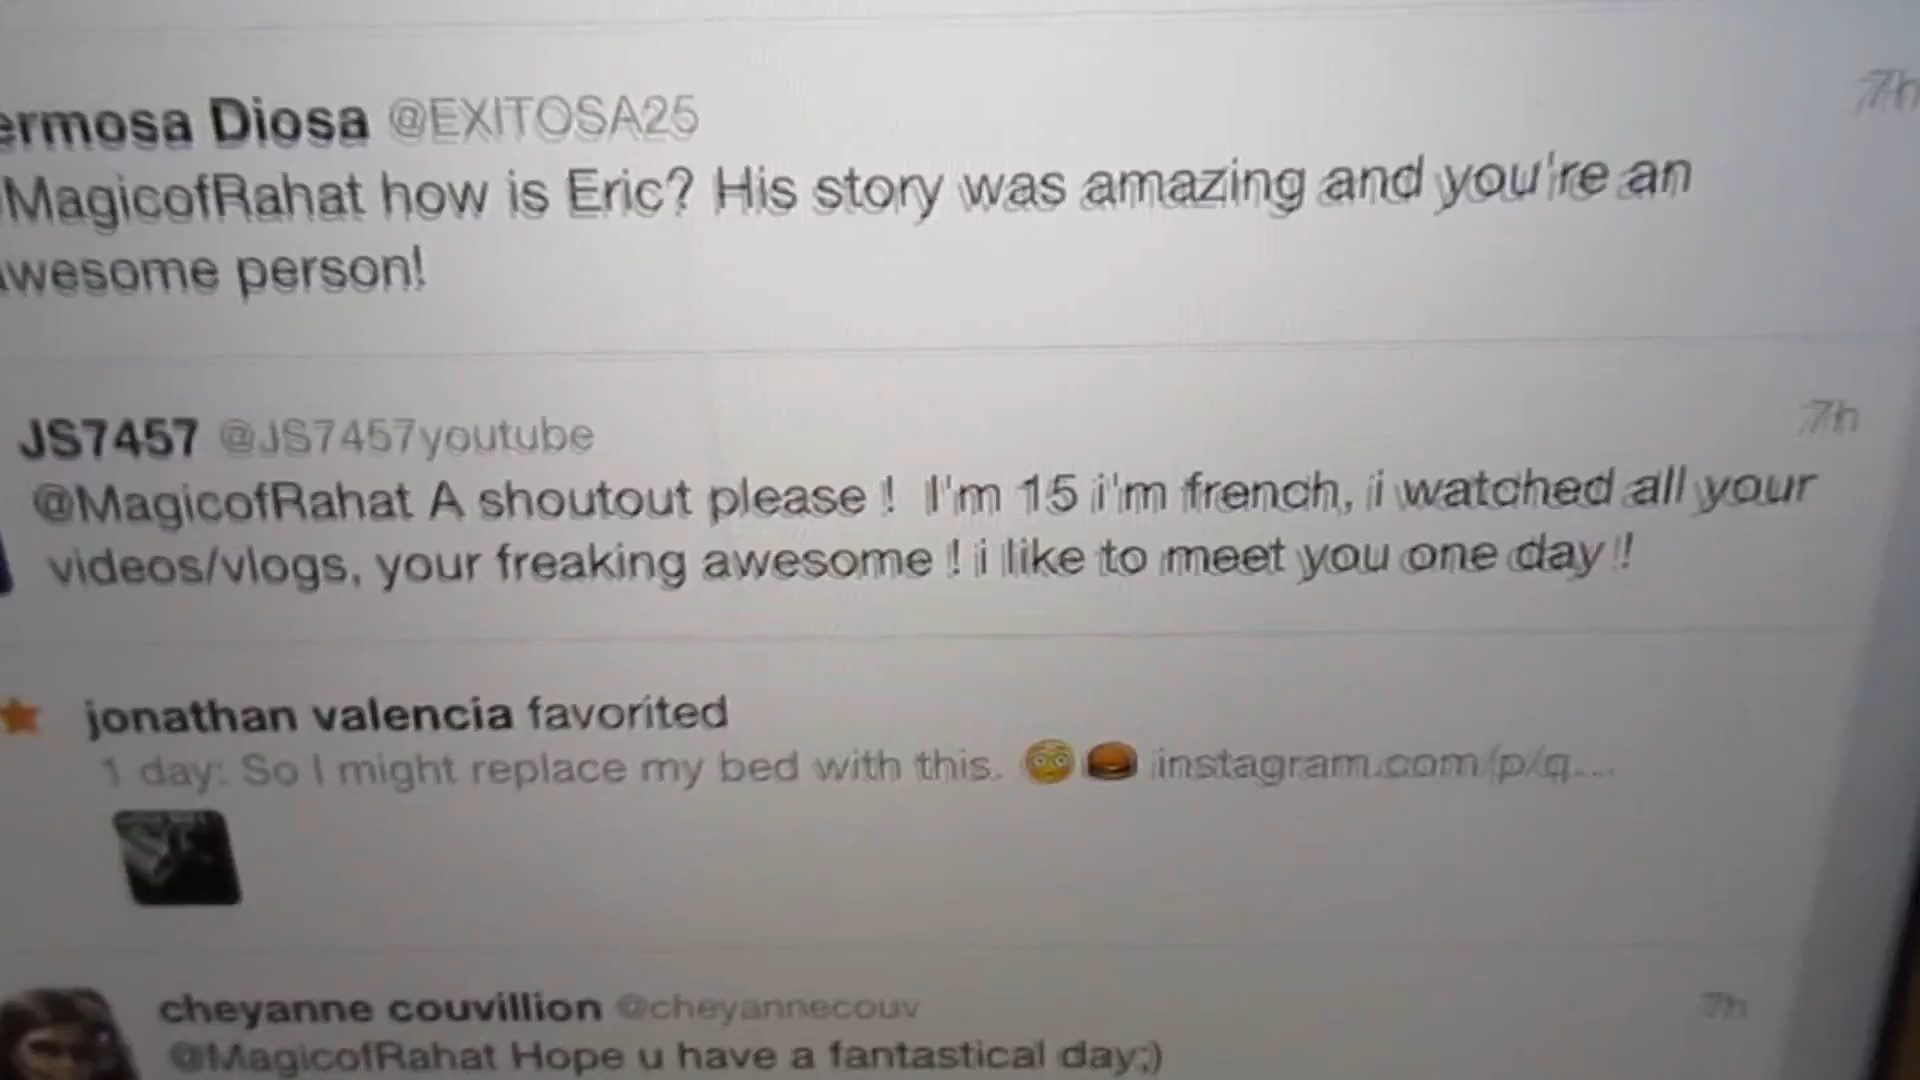 ermosa Diosa @EXITOSA25 7h
MagicofRahat how is Eric? His story was amazing and you're an
wesome person!
JS7457 @JS7457youtube 7h
@MagicofRahat A shoutout please ! I'm 15 i'm french, i watched all your
videos/vlogs, your freaking awesome ! i like to meet you one day !!
jonathan valencia favorited
1 day: So I might replace my bed with this. 😳🍔 instagram.com/p/q...
cheyanne couvillion @cheyannecouv 7h
@MagicofRahat Hope u have a fantastical day;)